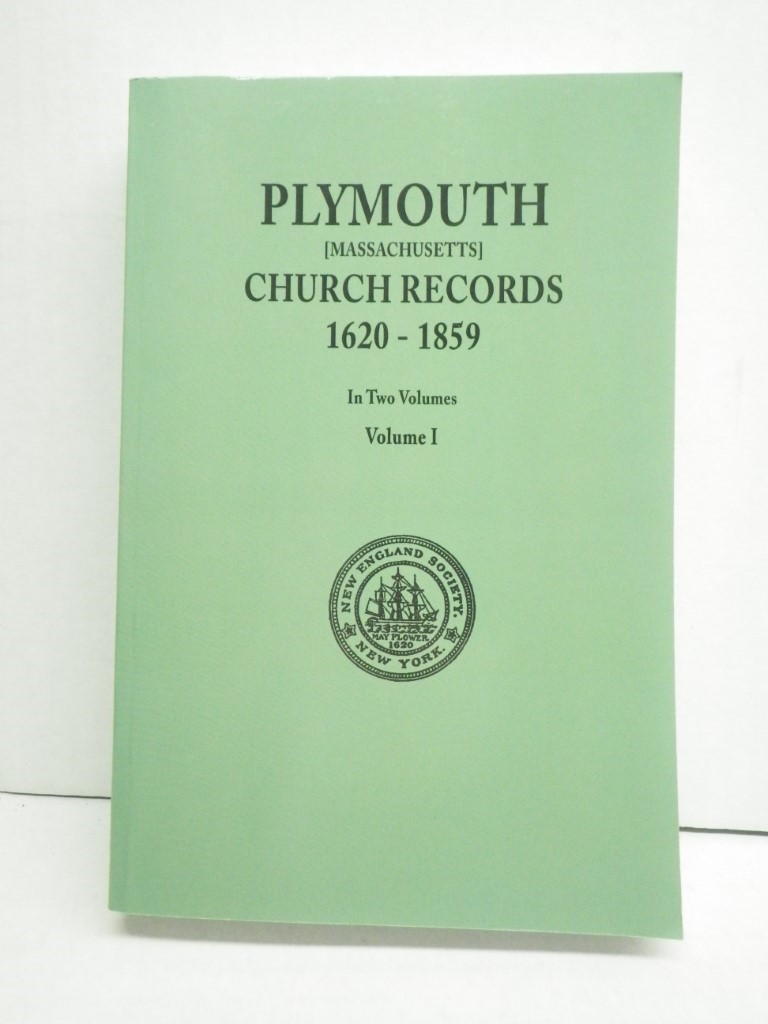 PLYMOUTH
[MASSACHUSETTS]
CHURCH RECORDS
1620 - 1859
In Two Volumes
Volume I
NEW ENGLAND SOCIETY.
MAY FLOWER.
1620
NEW YORK.